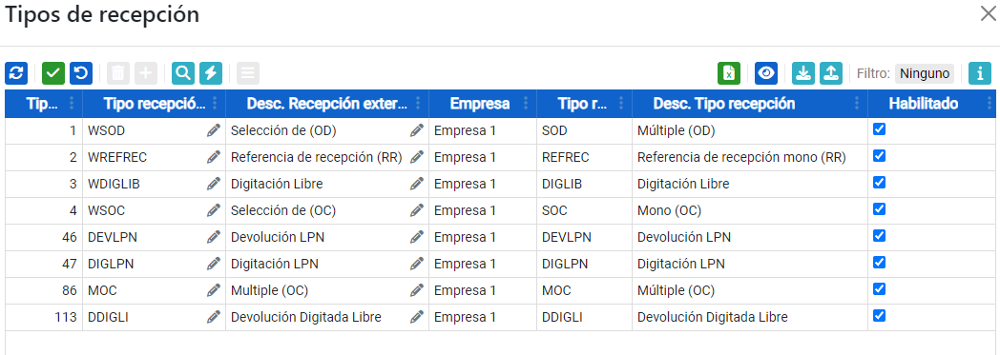 Tipos de recepción
Filtro: Ninguno
Tip... Tipo recepció... Desc. Recepción exter... Empresa Tipo r... Desc. Tipo recepción Habilitado
1 WSOD Selección de (OD) Empresa 1 SOD Múltiple (OD)
2 WREFREC Referencia de recepción (RR) Empresa 1 REFREC Referencia de recepción mono (RR)
3 WDIGLIB Digitación Libre Empresa 1 DIGLIB Digitación Libre
4 WSOC Selección de (OC) Empresa 1 SOC Mono (OC)
46 DEVLPN Devolución LPN Empresa 1 DEVLPN Devolución LPN
47 DIGLPN Digitación LPN Empresa 1 DIGLPN Digitación LPN
86 MOC Multiple (OC) Empresa 1 MOC Múltiple (OC)
113 DDIGLI Devolución Digitada Libre Empresa 1 DDIGLI Devolución Digitada Libre